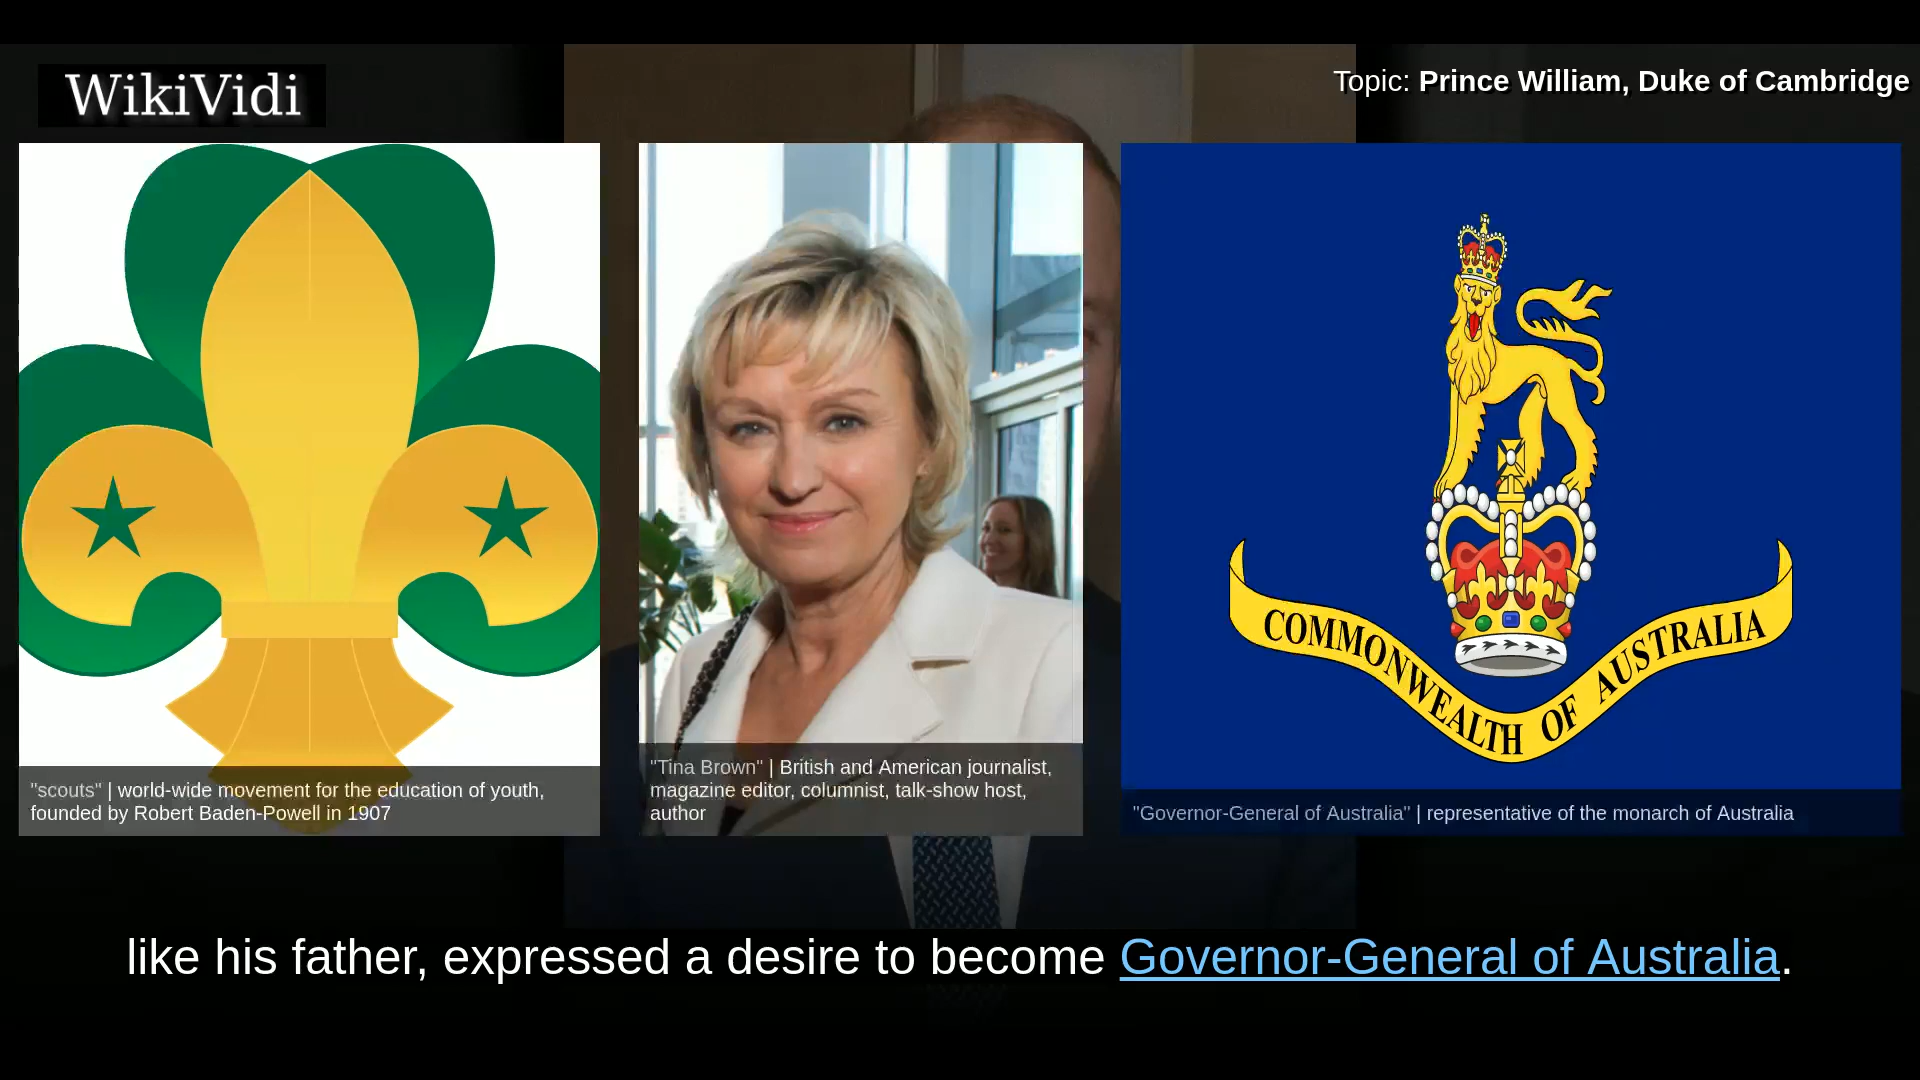 WikiVidi
Topic: Prince William, Duke of Cambridge
COMMONWEALTH OF AUSTRALIA
"scouts" | world-wide movement for the education of youth,
founded by Robert Baden-Powell in 1907
"Tina Brown" | British and American journalist,
magazine editor, columnist, talk-show host,
author
"Governor-General of Australia" | representative of the monarch of Australia
like his father, expressed a desire to become Governor-General of Australia.